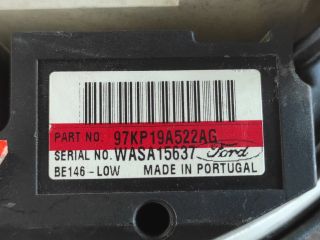 PART NO. 97KP19A522AG
SERIAL NO. WASA15637 Ford
BE146-LOW MADE IN PORTUGAL